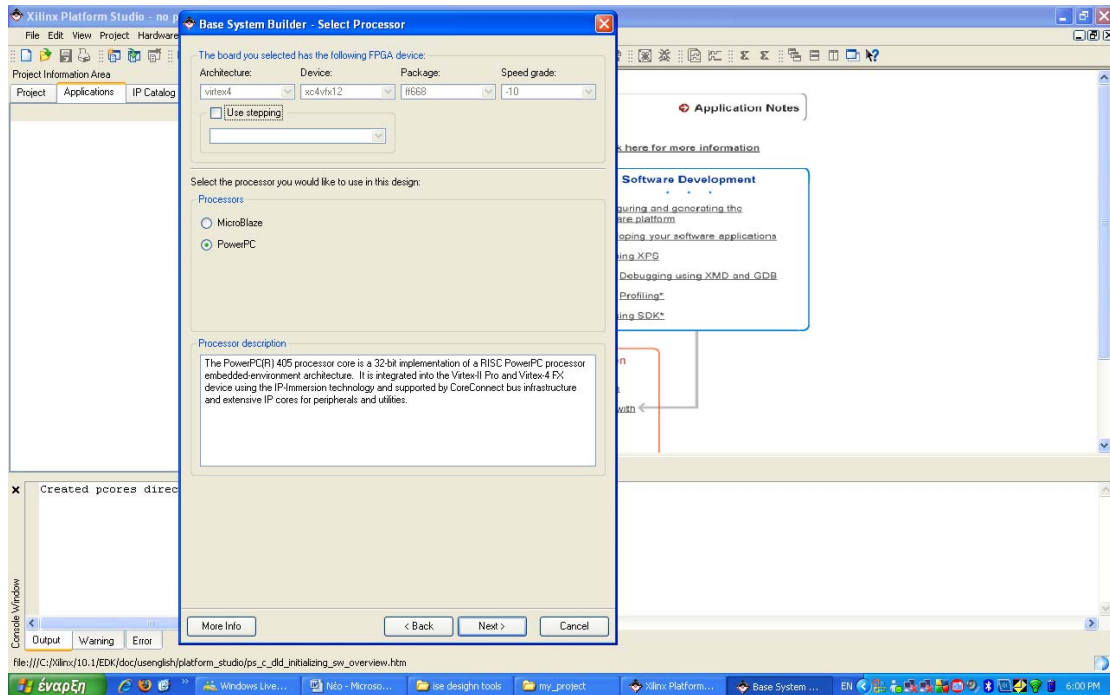 Xilinx Platform Studio - no p
File Edit View Project Hardware
Project Information Area
Project Applications IP Catalog
Base System Builder - Select Processor
The board you selected has the following FPGA device:
Architecture: Device: Package: Speed grade:
virtex4 xc4vfx12 ff668 -10
Use stepping
Select the processor you would like to use in this design:
Processors
MicroBlaze
PowerPC
Processor description
The PowerPC(R) 405 processor core is a 32-bit implementation of a RISC PowerPC processor
embedded-environment architecture. It is integrated into the Virtex-II Pro and Virtex-4 FX
device using the IP-Immersion technology and supported by CoreConnect bus infrastructure
and extensive IP cores for peripherals and utilities.
More Info < Back Next > Cancel
Application Notes
k here for more information
Software Development
guring and generating the
are platform
oping your software applications
ing XPS
Debugging using XMD and GDB
Profiling*
ing SDK*
n
with
Created pcores direc
Console Window
Output Warning Error
file:///C:/Xilinx/10.1/EDK/doc/usenglish/platform_studio/ps_c_dld_initializing_sw_overview.htm
έναρξη Windows Live... Νέο - Microso... ise desighn tools my_project Xilinx Platform... Base System ... EN 6:00 PM